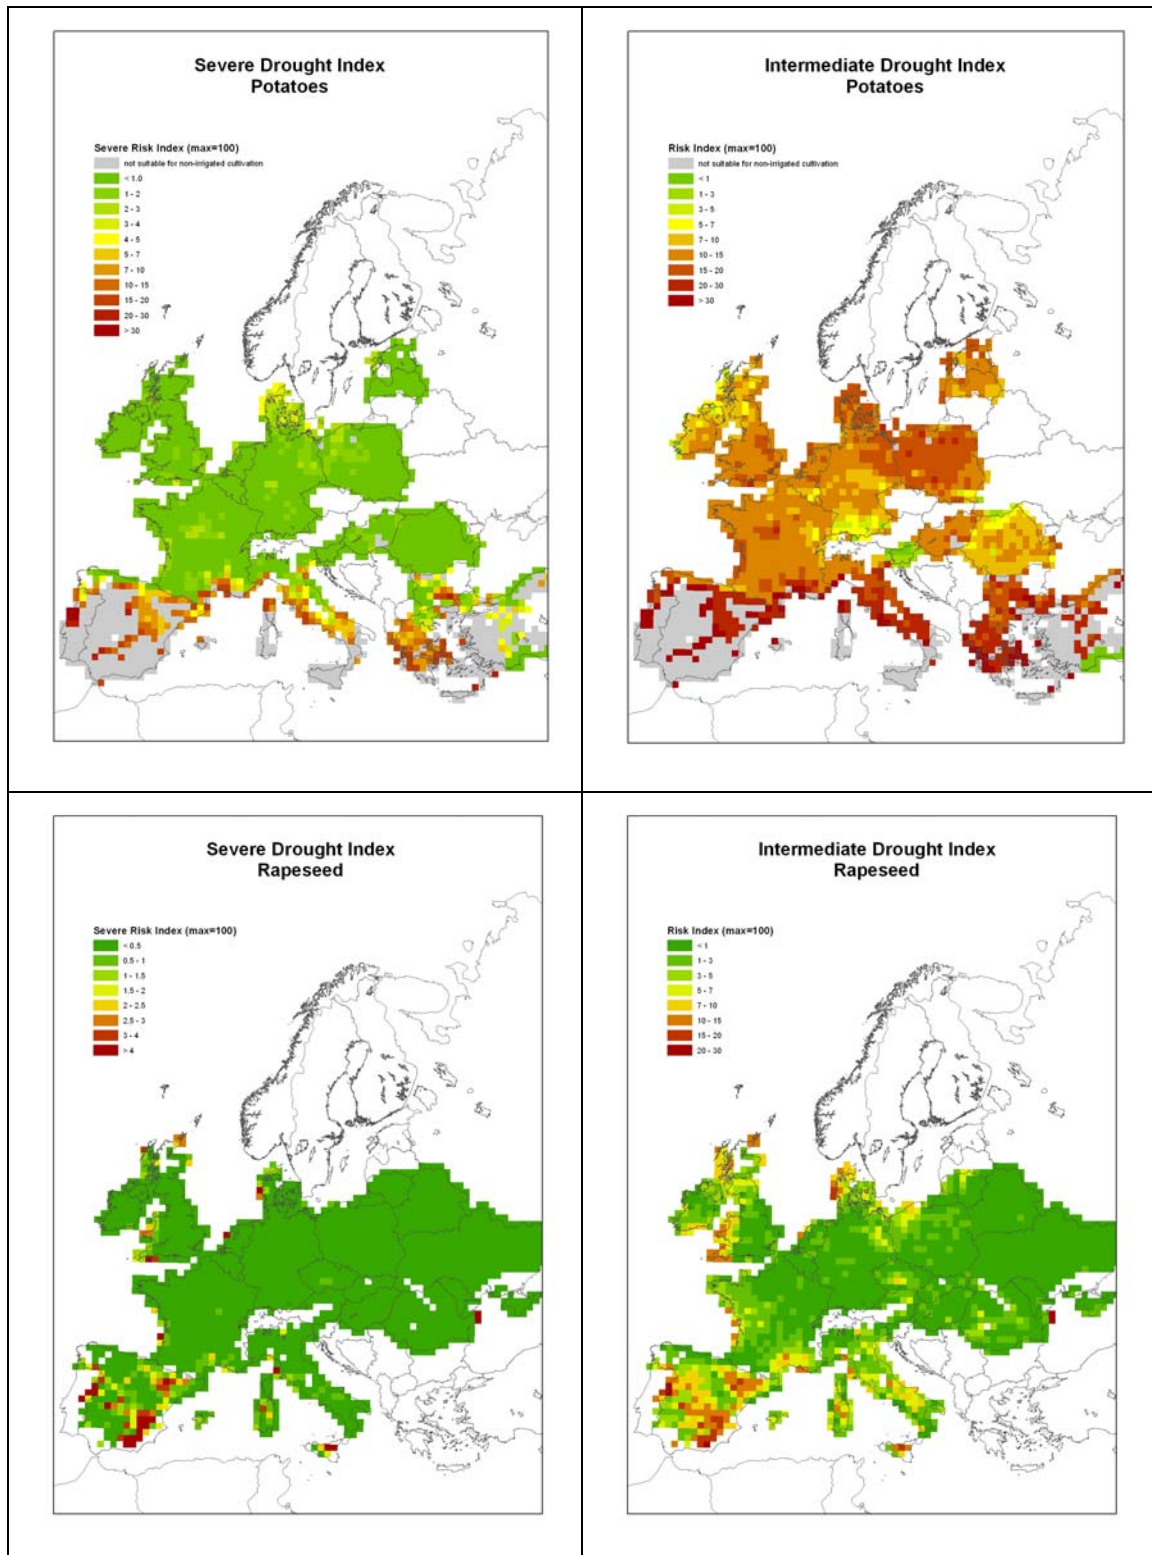 Severe Drought Index
Potatoes
Severe Risk Index (max=100)
not suitable for non-irrigated cultivation
< 1.0
1 - 2
2 - 3
3 - 4
4 - 5
5 - 7
7 - 10
10 - 15
15 - 20
20 - 30
> 30
Intermediate Drought Index
Potatoes
Risk Index (max=100)
not suitable for non-irrigated cultivation
< 1
1 - 3
3 - 5
5 - 7
7 - 10
10 - 15
15 - 20
20 - 30
> 30
Severe Drought Index
Rapeseed
Severe Risk Index (max=100)
< 0.5
0.5 - 1
1 - 1.5
1.5 - 2
2 - 2.5
2.5 - 3
3 - 4
> 4
Intermediate Drought Index
Rapeseed
Risk Index (max=100)
< 1
1 - 3
3 - 5
5 - 7
7 - 10
10 - 15
15 - 20
20 - 30